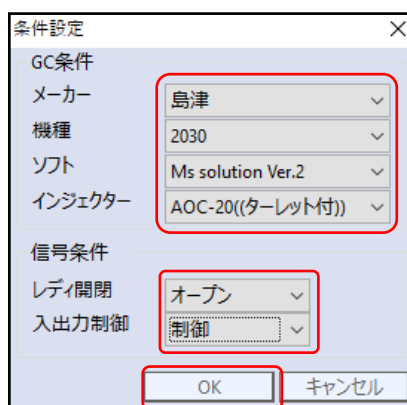 条件設定
GC条件
メーカー 島津
機種 2030
ソフト Ms solution Ver.2
インジェクター AOC-20((ターレット付))
信号条件
レディ開閉 オープン
入出力制御 制御
OK キャンセル